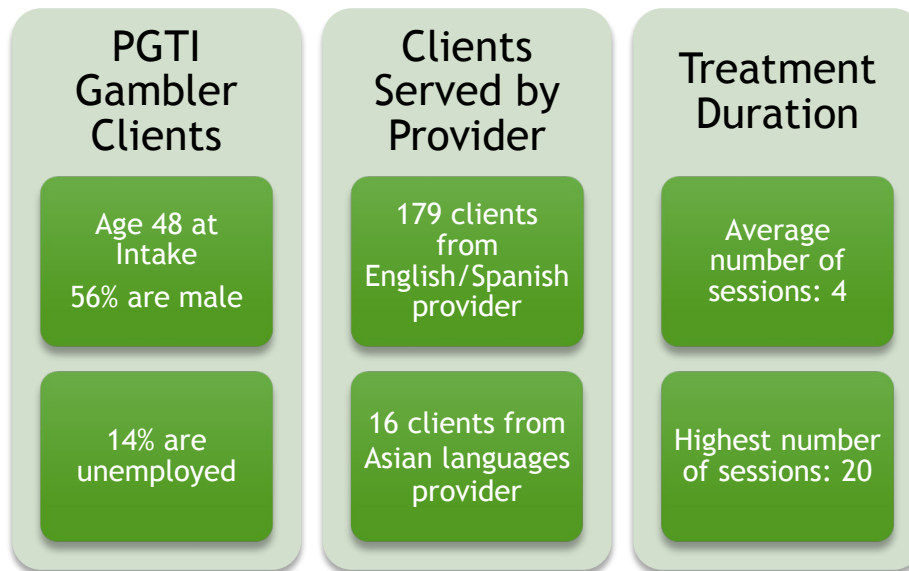 PGTI
Gambler
Clients
Age 48 at
Intake
56% are male
14% are
unemployed
Clients
Served by
Provider
179 clients
from
English/Spanish
provider
16 clients from
Asian languages
provider
Treatment
Duration
Average
number of
sessions: 4
Highest number
of sessions: 20